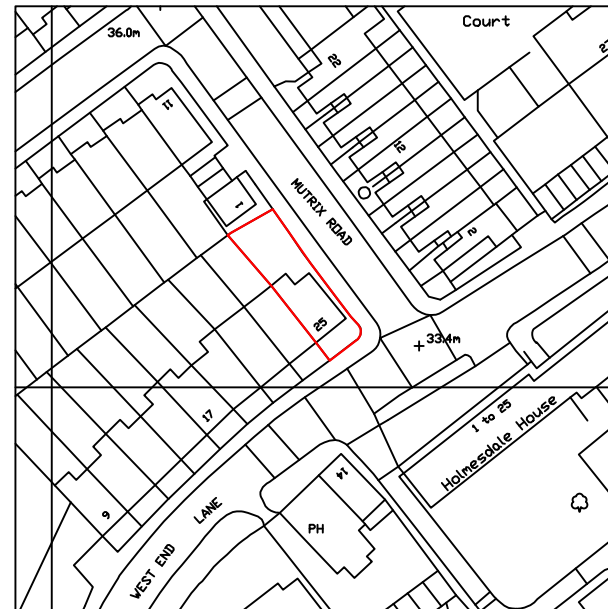 Court
36.0m
22
27
11
12
1
MUTRIX ROAD
2
25
33.4m
1 to 25
Holmesdale House
17
14
9
LANE
PH
WEST END